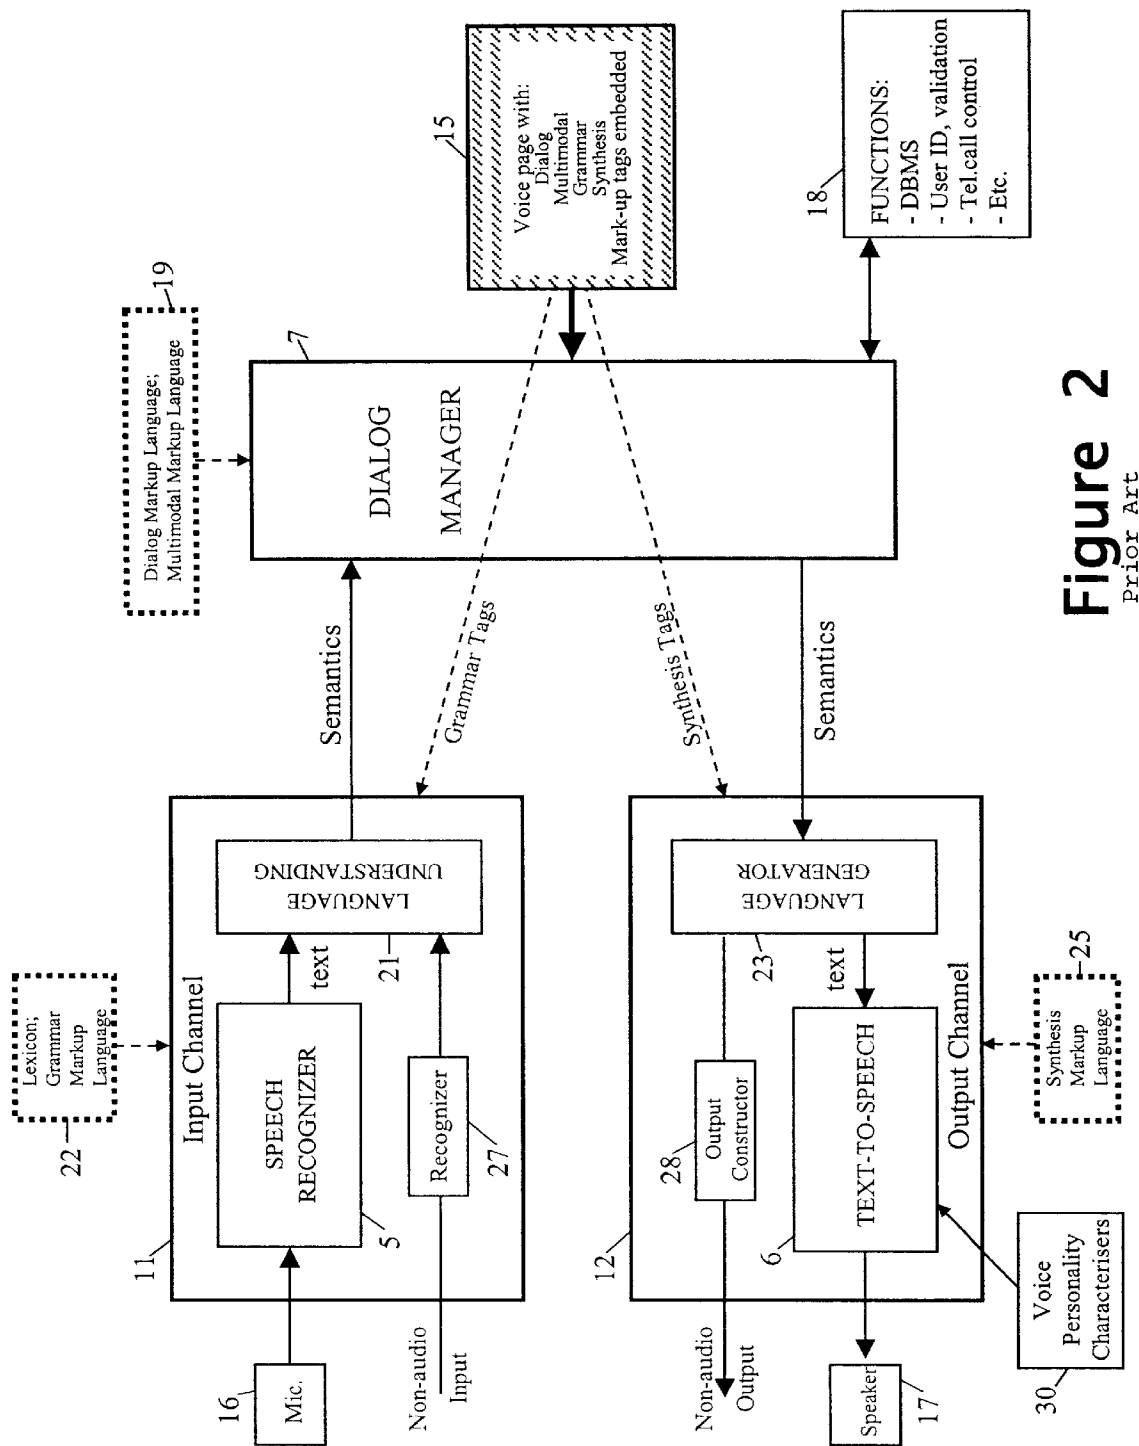 22
Lexicon;
Grammar
Markup
Language
19
Dialog Markup Language;
Multimodal Markup Language
11
Input Channel
16
Mic.
SPEECH
RECOGNIZER
5
text
LANGUAGE
UNDERSTANDING
21
Non-audio
Input
Recognizer
27
Semantics
Grammar Tags
7
DIALOG
MANAGER
15
Voice page with:
Dialog
Multimodal
Grammar
Synthesis
Mark-up tags embedded
Synthesis Tags
Semantics
12
Non-audio
Output
28
Output
Constructor
LANGUAGE
GENERATOR
23
text
6
TEXT-TO-SPEECH
Speaker
17
Output Channel
18
FUNCTIONS:
- DBMS
- User ID, validation
- Tel.call control
- Etc.
Voice
Personality
Characterisers
30
Synthesis
Markup
Language
25
Figure 2
Prior Art